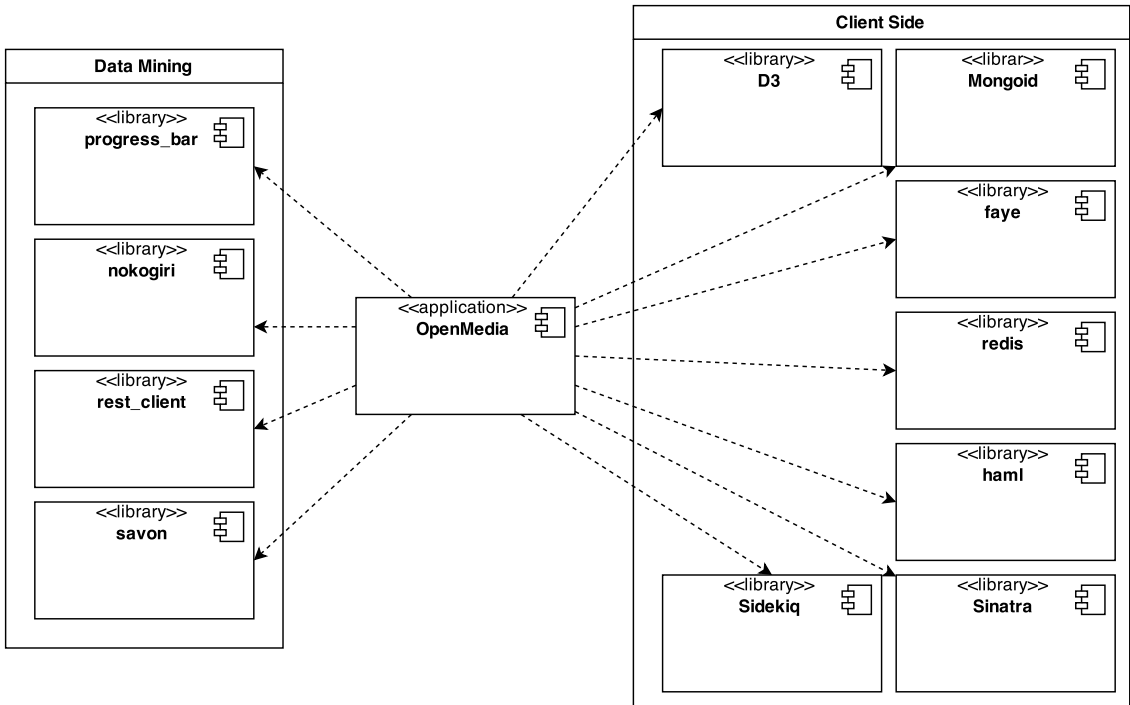 Data Mining
<<library>>
progress_bar
<<library>>
nokogiri
<<library>>
rest_client
<<library>>
savon
<<application>>
OpenMedia
Client Side
<<library>>
D3
<<librar>>
Mongoid
<<library>>
faye
<<library>>
redis
<<library>>
haml
<<library>>
Sidekiq
<<library>>
Sinatra